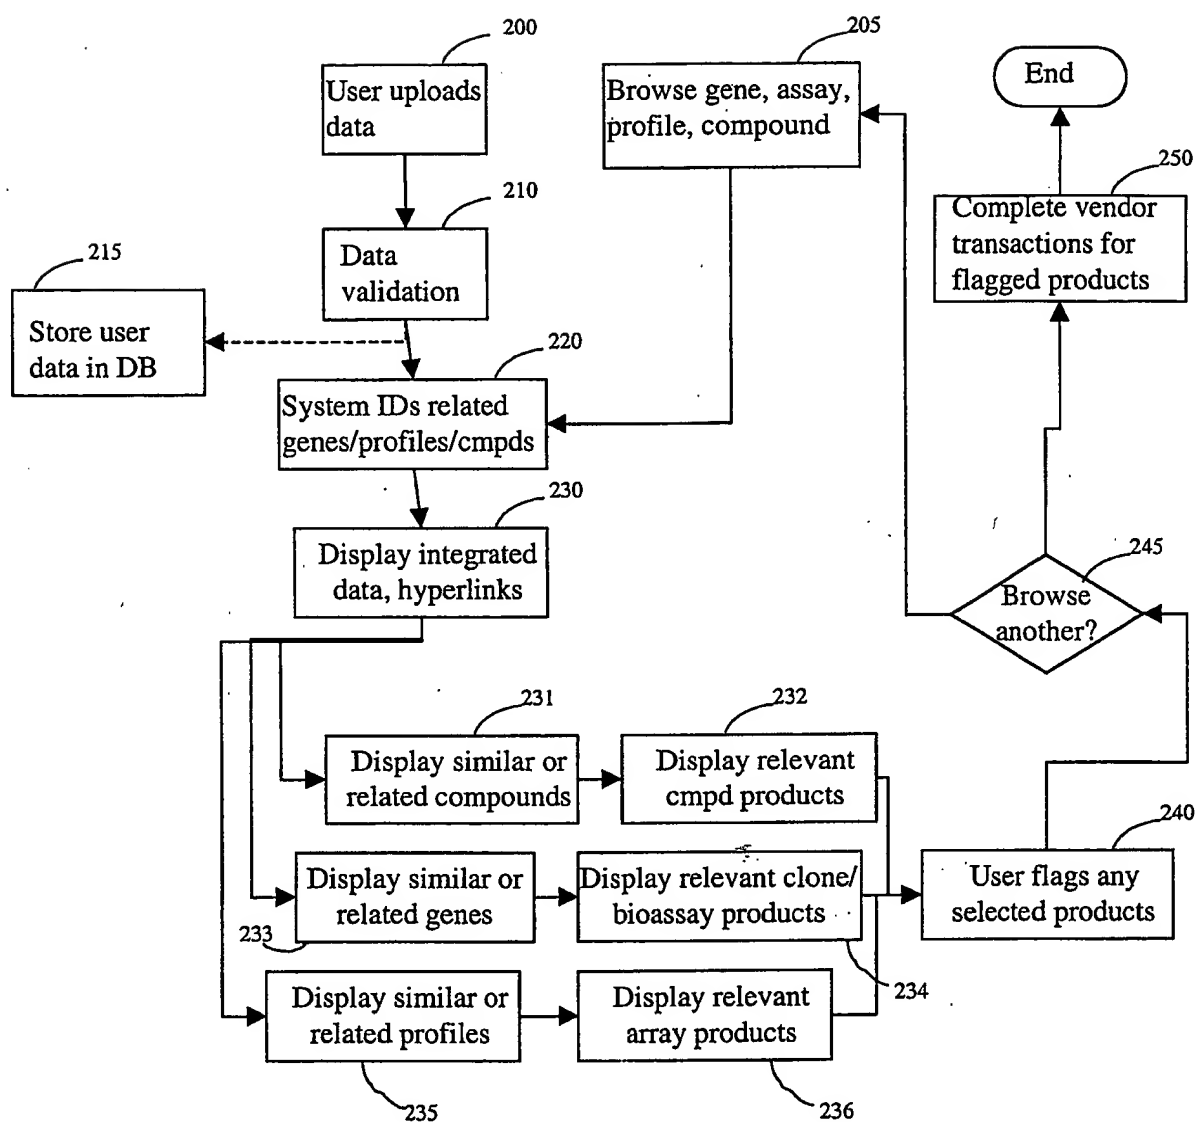 200
User uploads
data
205
Browse gene, assay,
profile, compound
End
250
Complete vendor
transactions for
flagged products
210
Data
validation
215
Store user
data in DB
220
System IDs related
genes/profiles/cmpds
230
Display integrated
data, hyperlinks
245
Browse
another?
231
Display similar or
related compounds
232
Display relevant
cmpd products
240
User flags any
selected products
Display similar or
related genes
233
Display relevant clone/
bioassay products
234
Display similar or
related profiles
235
Display relevant
array products
236